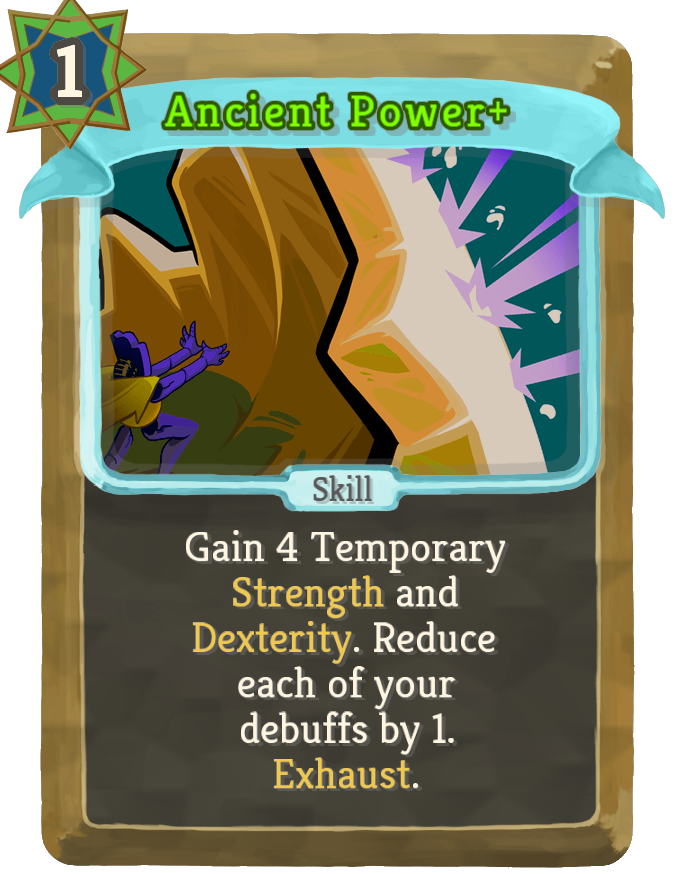 1
Ancient Power+
Skill
Gain 4 Temporary
Strength and
Dexterity. Reduce
each of your
debuffs by 1.
Exhaust.